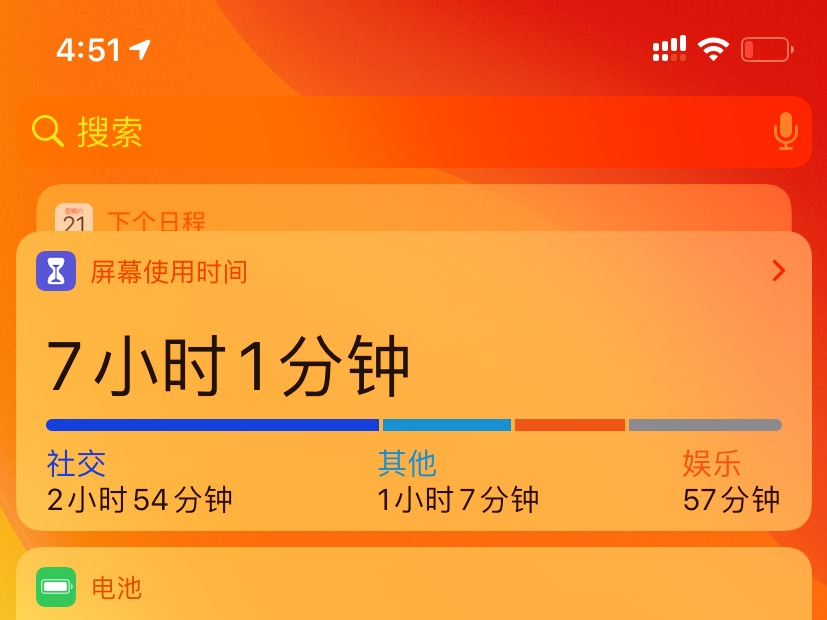 4:51
搜索
星期六
21
下个日程
屏幕使用时间
7小时1分钟
社交 其他 娱乐
2小时54分钟 1小时7分钟 57分钟
电池